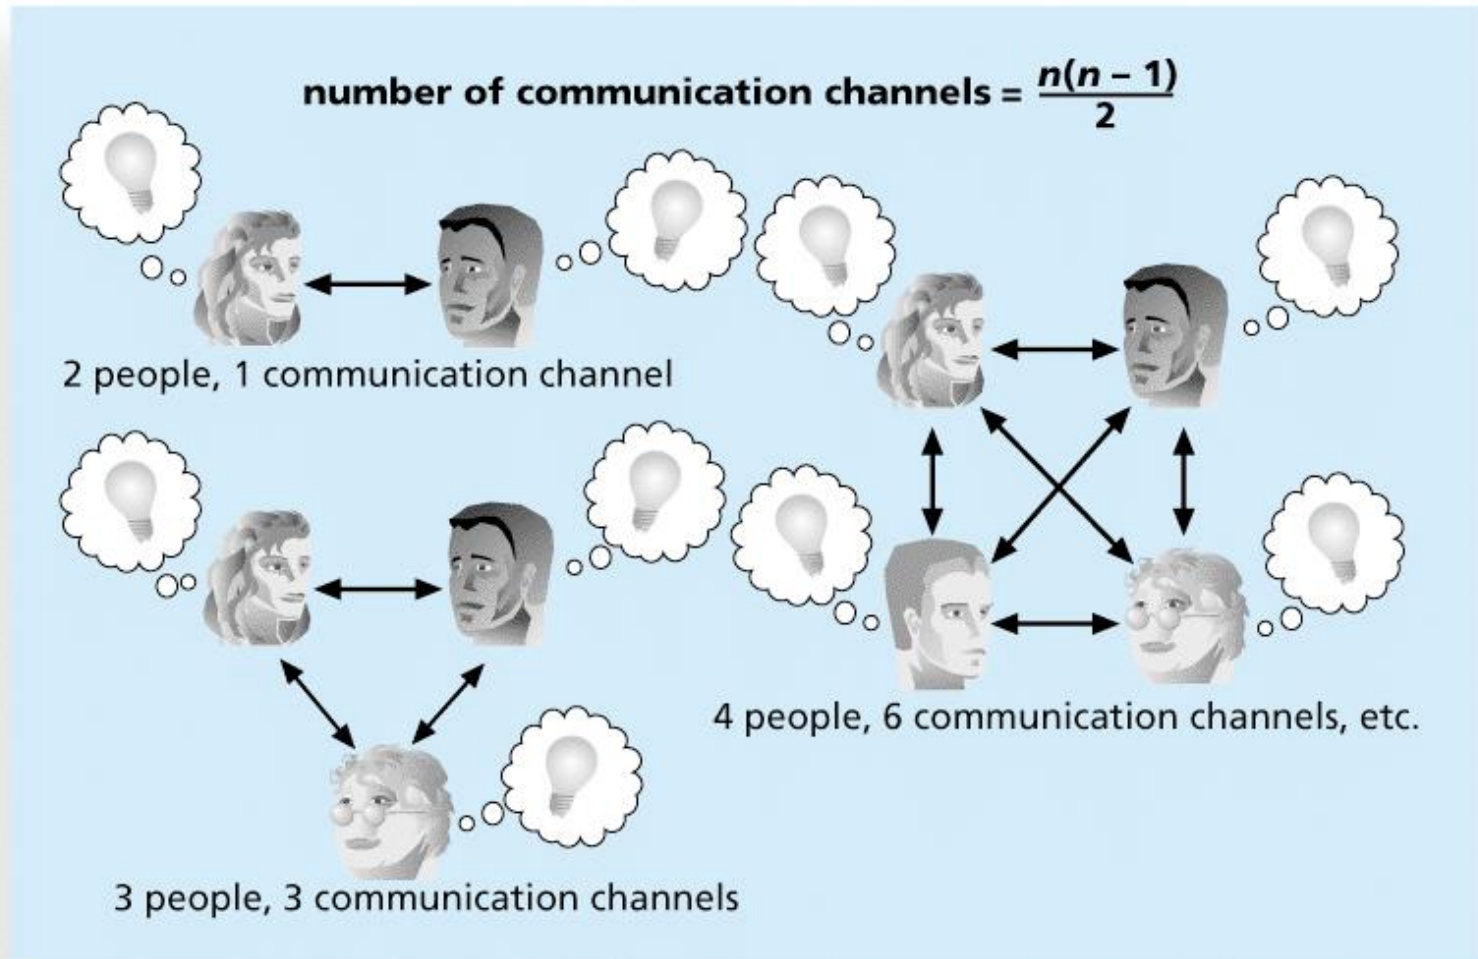 number of communication channels = n(n – 1)
2
2 people, 1 communication channel
4 people, 6 communication channels, etc.
3 people, 3 communication channels